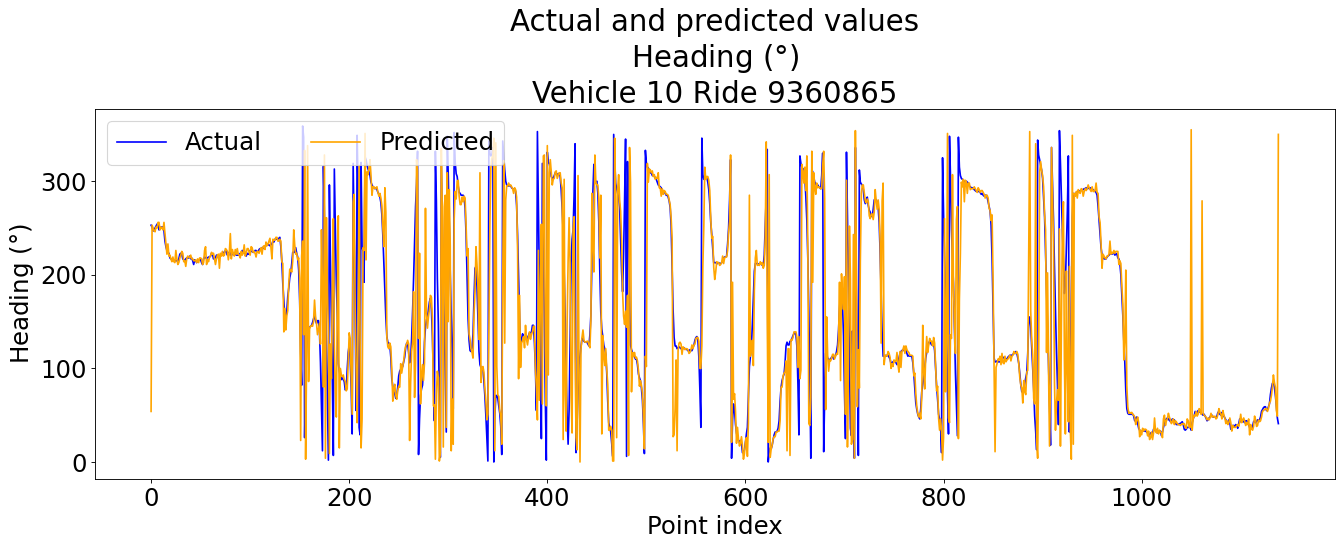 Actual and predicted values
Heading (°)
Vehicle 10 Ride 9360865
Actual
Predicted
Heading (°)
300
200
100
0
0
200
400
600
800
1000
Point index